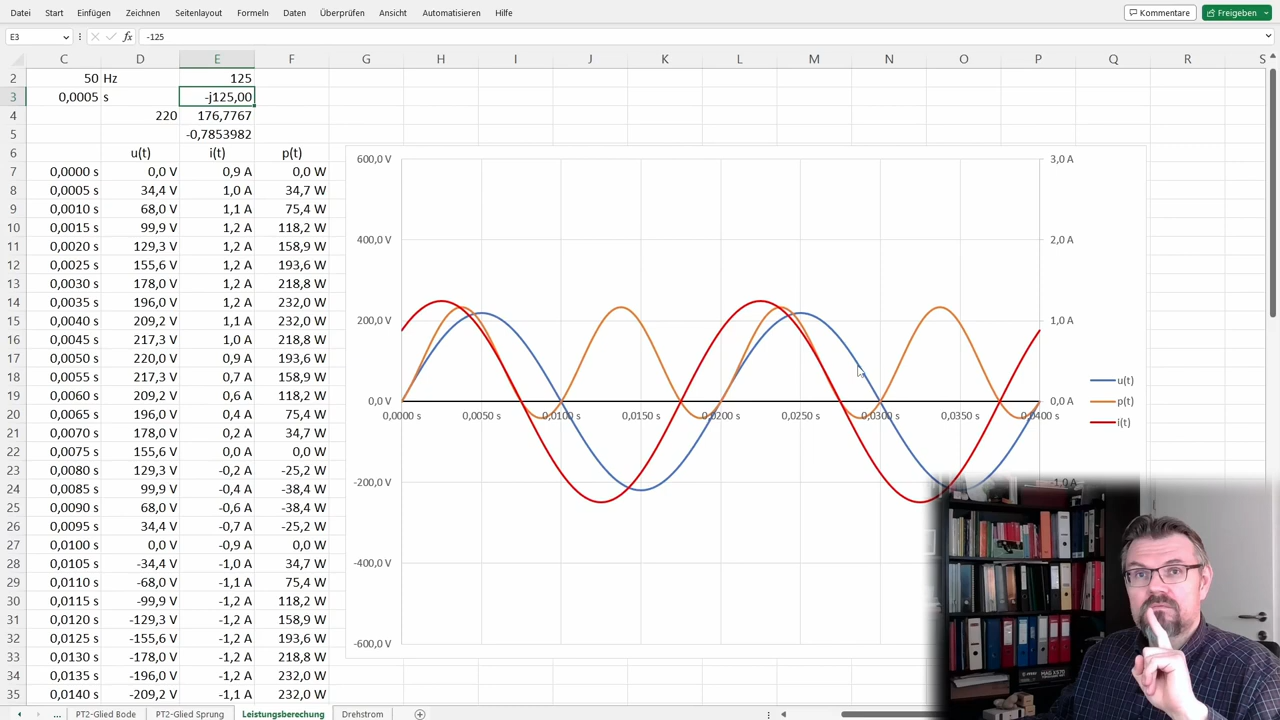 Datei Start Einfügen Zeichnen Seitenlayout Formeln Daten Überprüfen Ansicht Automatisieren Hilfe Kommentare Freigeben
E3 fx -125
C D E F G H I J K L M N O P Q R S
2 50 Hz 125
3 0,0005 s -j125,00
4 220 176,7767
5 -0,7853982
6 u(t) i(t) p(t)
7 0,0000 s 0,0 V 0,9 A 0,0 W
8 0,0005 s 34,4 V 1,0 A 34,7 W
9 0,0010 s 68,0 V 1,1 A 75,4 W
10 0,0015 s 99,9 V 1,2 A 118,2 W
11 0,0020 s 129,3 V 1,2 A 158,9 W
12 0,0025 s 155,6 V 1,2 A 193,6 W
13 0,0030 s 178,0 V 1,2 A 218,8 W
14 0,0035 s 196,0 V 1,2 A 232,0 W
15 0,0040 s 209,2 V 1,1 A 232,0 W
16 0,0045 s 217,3 V 1,0 A 218,8 W
17 0,0050 s 220,0 V 0,9 A 193,6 W
18 0,0055 s 217,3 V 0,7 A 158,9 W
19 0,0060 s 209,2 V 0,6 A 118,2 W
20 0,0065 s 196,0 V 0,4 A 75,4 W
21 0,0070 s 178,0 V 0,2 A 34,7 W
22 0,0075 s 155,6 V 0,0 A 0,0 W
23 0,0080 s 129,3 V -0,2 A -25,2 W
24 0,0085 s 99,9 V -0,4 A -38,4 W
25 0,0090 s 68,0 V -0,6 A -38,4 W
26 0,0095 s 34,4 V -0,7 A -25,2 W
27 0,0100 s 0,0 V -0,9 A 0,0 W
28 0,0105 s -34,4 V -1,0 A 34,7 W
29 0,0110 s -68,0 V -1,1 A 75,4 W
30 0,0115 s -99,9 V -1,2 A 118,2 W
31 0,0120 s -129,3 V -1,2 A 158,9 W
32 0,0125 s -155,6 V -1,2 A 193,6 W
33 0,0130 s -178,0 V -1,2 A 218,8 W
34 0,0135 s -196,0 V -1,2 A 232,0 W
35 0,0140 s -209,2 V -1,1 A 232,0 W
600,0 V 3,0 A
400,0 V 2,0 A
200,0 V 1,0 A
0,0 V 0,0 A
0,0000 s 0,0050 s 0,0100 s 0,0150 s 0,0200 s 0,0250 s 0,0300 s 0,0350 s 0,0400 s
-200,0 V -1,0 A
-400,0 V
-600,0 V
u(t)
p(t)
i(t)
... PT2-Glied Bode PT2-Glied Sprung Leistungsberechung Drehstrom